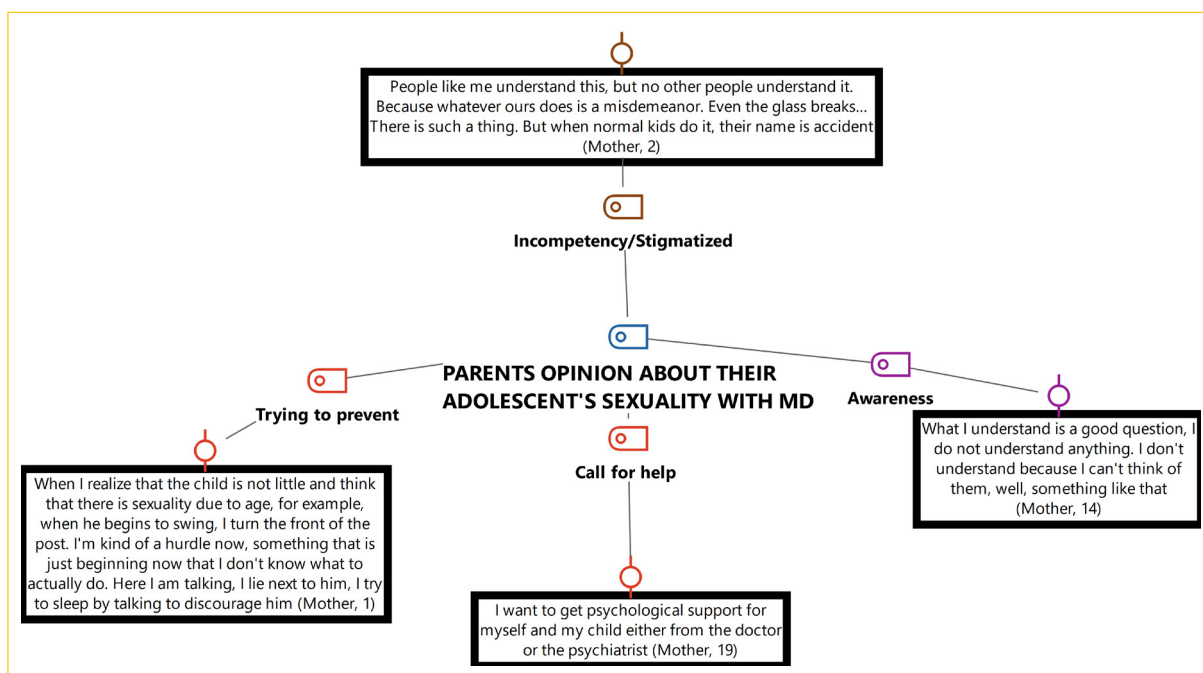 People like me understand this, but no other people understand it.
Because whatever ours does is a misdemeanor. Even the glass breaks...
There is such a thing. But when normal kids do it, their name is accident
(Mother, 2)
Incompetency/Stigmatized
PARENTS OPINION ABOUT THEIR
ADOLESCENT'S SEXUALITY WITH MD
Trying to prevent
When I realize that the child is not little and think
that there is sexuality due to age, for example,
when he begins to swing, I turn the front of the
post. I'm kind of a hurdle now, something that is
just beginning now that I don't know what to
actually do. Here I am talking, I lie next to him, I try
to sleep by talking to discourage him (Mother, 1)
Call for help
I want to get psychological support for
myself and my child either from the doctor
or the psychiatrist (Mother, 19)
Awareness
What I understand is a good question, I
do not understand anything. I don't
understand because I can't think of
them, well, something like that
(Mother, 14)